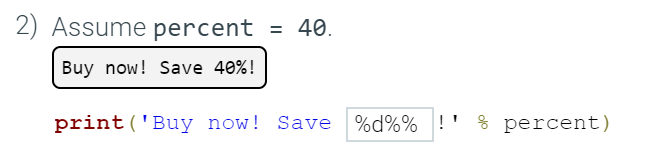 2) Assume percent = 40.
Buy now! Save 40%!
print('Buy now! Save %d%% !' % percent)